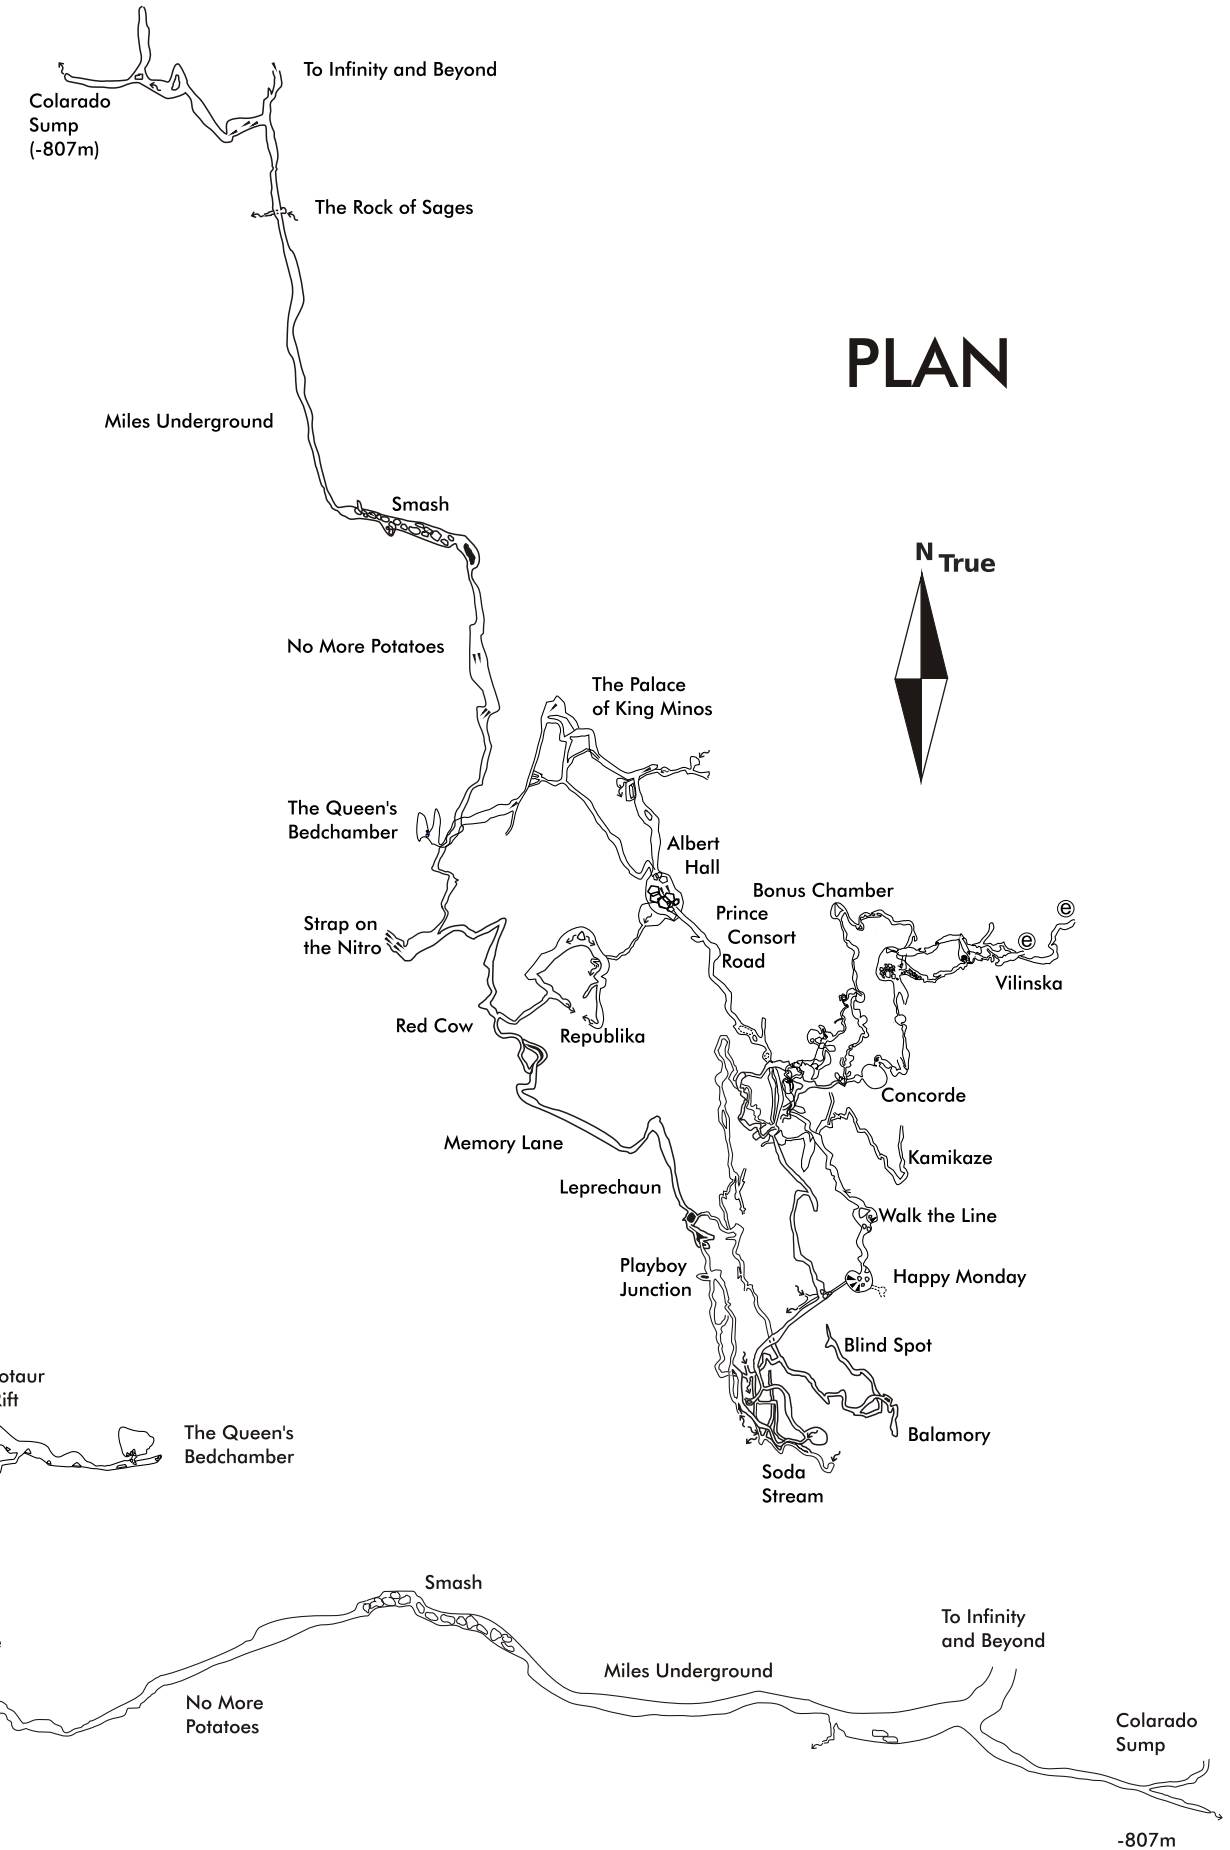 To Infinity and Beyond
Colarado
Sump
(-807m)
The Rock of Sages
PLAN
Miles Underground
Smash
N
True
No More Potatoes
The Palace
of King Minos
The Queen's
Bedchamber
Albert
Hall
Bonus Chamber
Prince
Consort
Road
e
e
Strap on
the Nitro
Vilinska
Red Cow
Republika
Concorde
Memory Lane
Kamikaze
Leprechaun
Walk the Line
Playboy
Junction
Happy Monday
Blind Spot
otaur
ift
The Queen's
Bedchamber
Balamory
Soda
Stream
Smash
To Infinity
and Beyond
Miles Underground
No More
Potatoes
Colarado
Sump
-807m